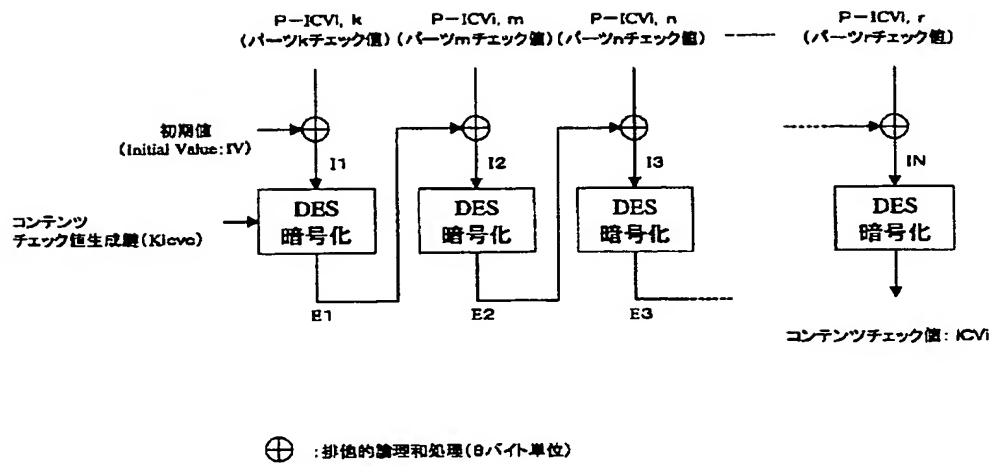 P-ICVi, k
(パーツkチェック値)
P-ICVi, m
(パーツmチェック値)
P-ICVi, n
(パーツnチェック値)
P-ICVi, r
(パーツrチェック値)
初期値
(Initial Value:IV)
I1
I2
I3
IN
コンテンツ
チェック値生成鍵(Kicvc)
DES
暗号化
DES
暗号化
DES
暗号化
DES
暗号化
E1
E2
E3
コンテンツチェック値: ICVi
:排他的論理和処理(8バイト単位)